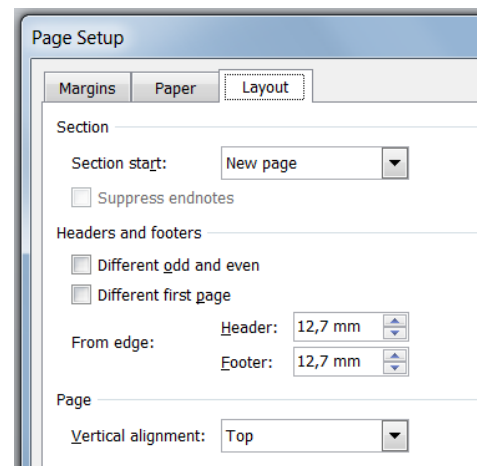 Page Setup
Margins Paper Layout
Section
Section start: New page
Suppress endnotes
Headers and footers
Different odd and even
Different first page
From edge:
Header: 12,7 mm
Footer: 12,7 mm
Page
Vertical alignment: Top